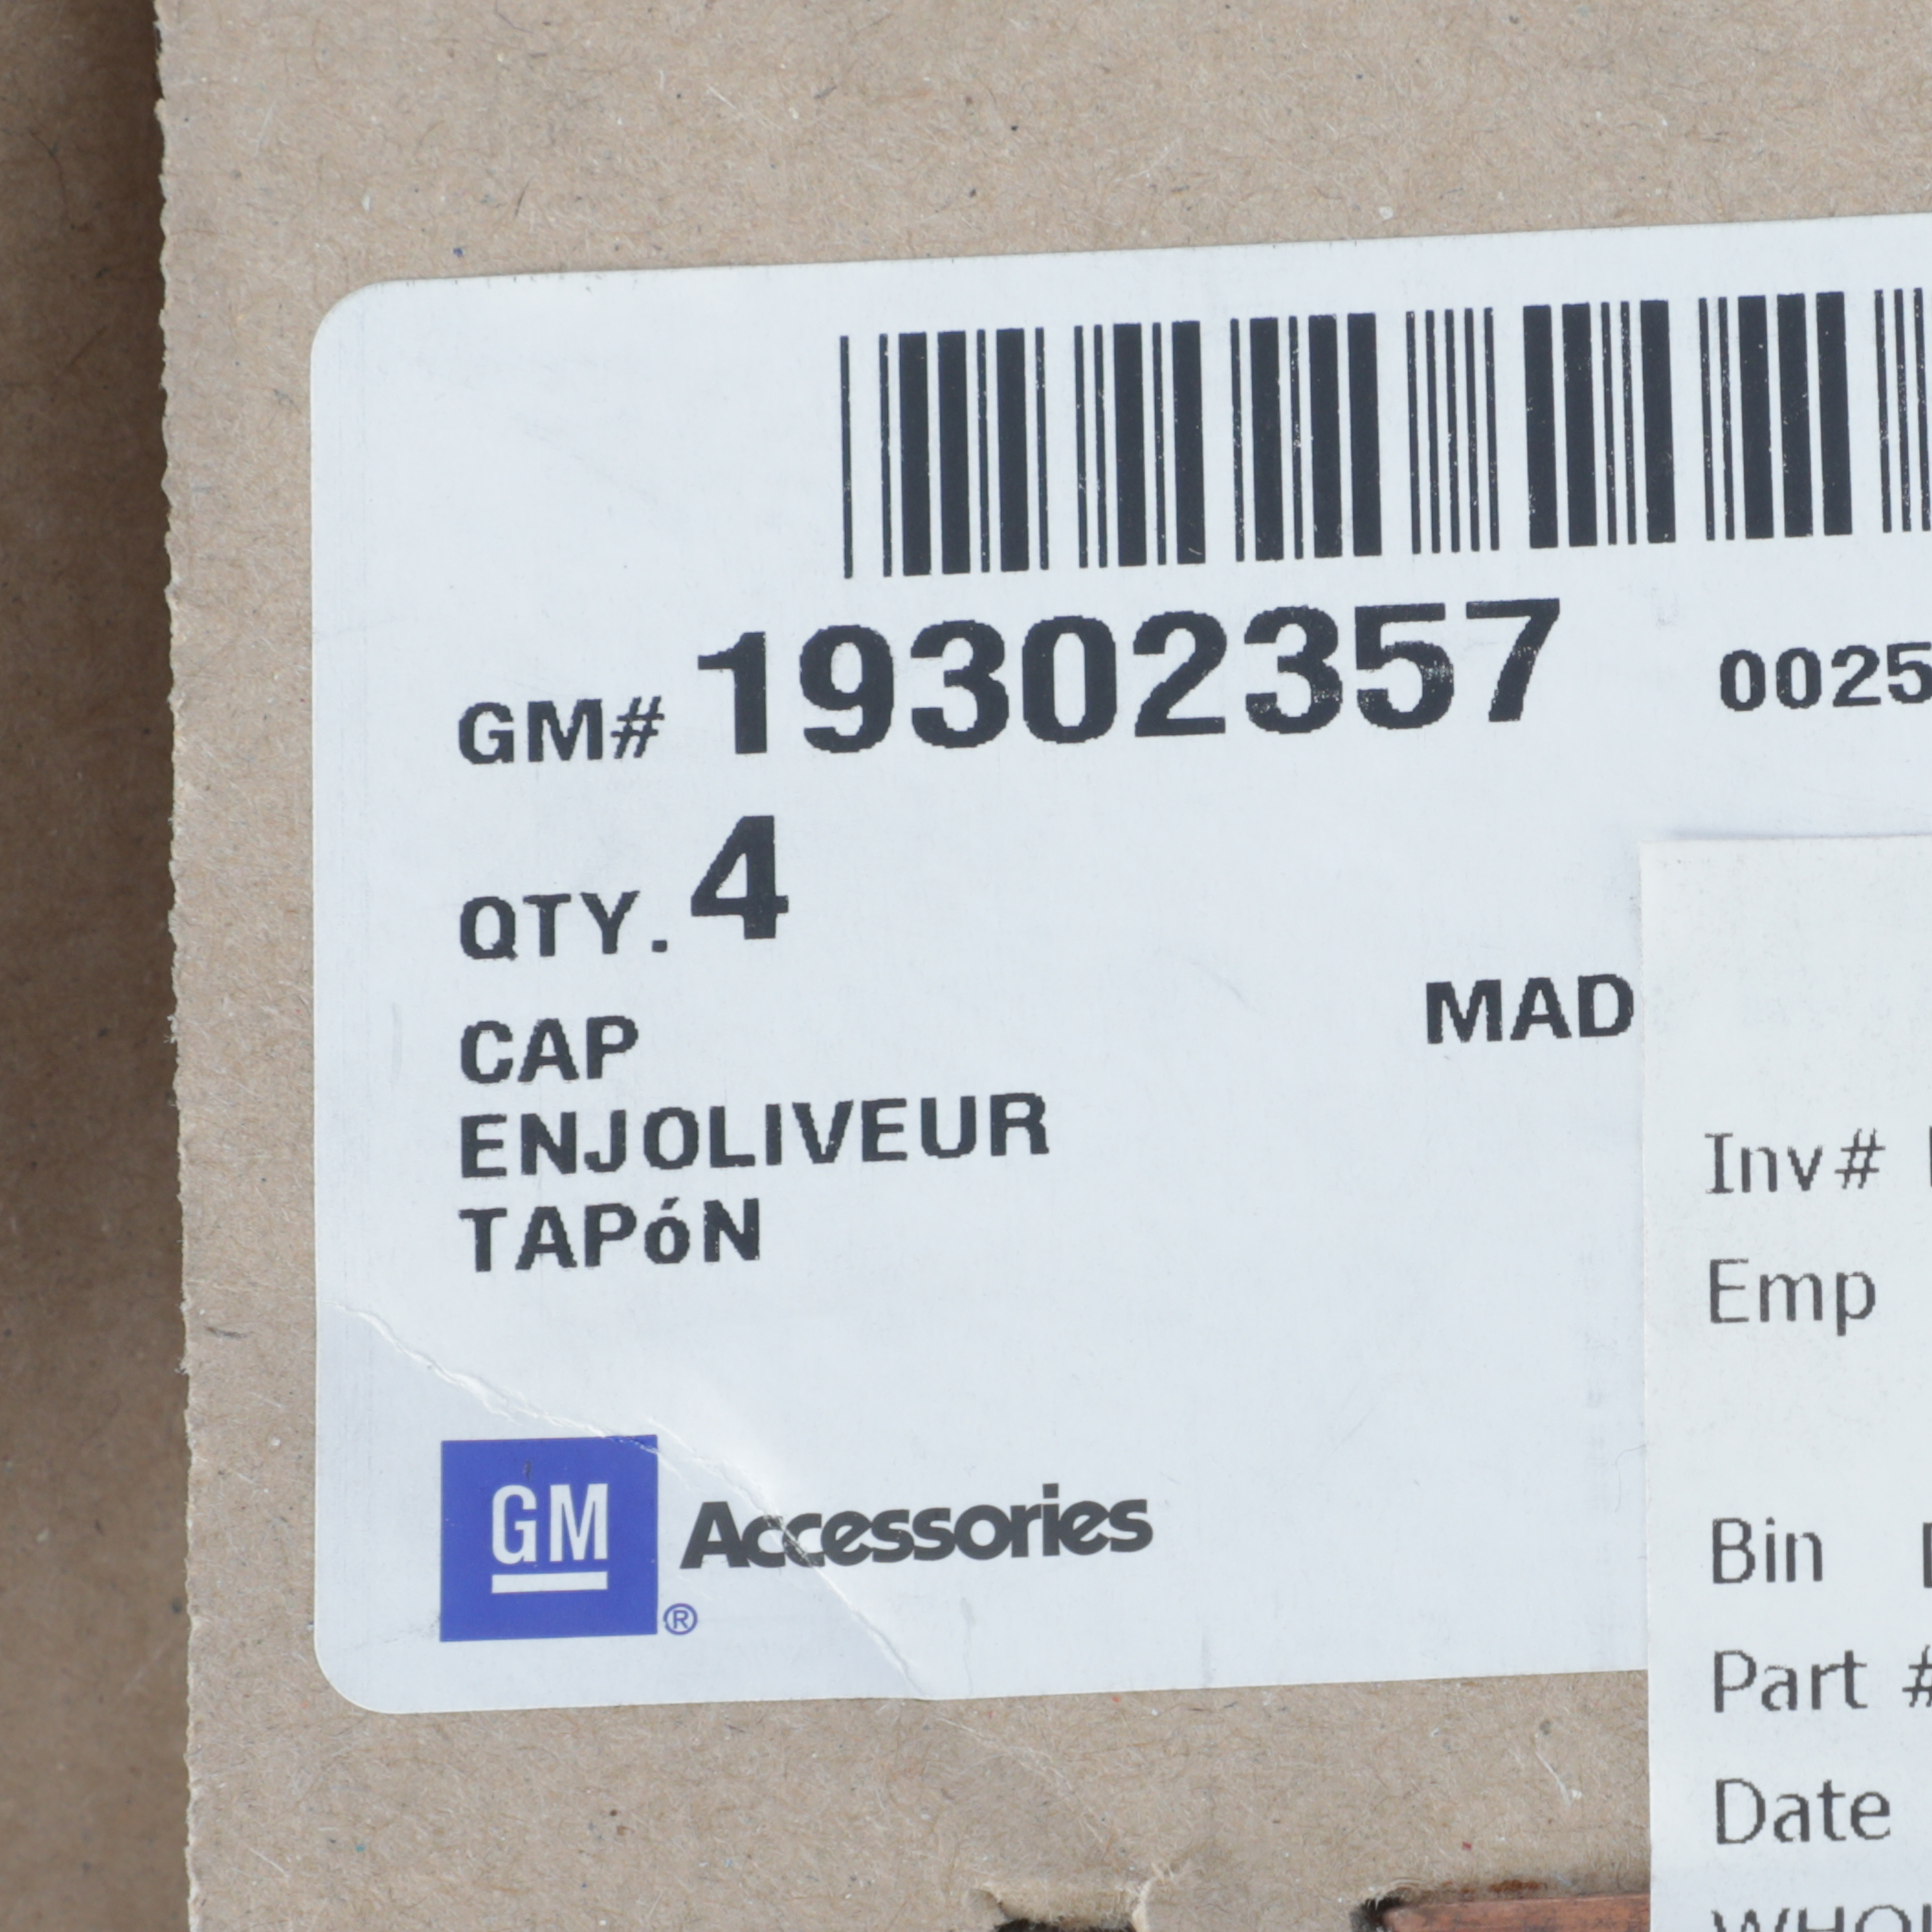 GM# 19302357 0025
QTY. 4
CAP
ENJOLIVEUR
TAPóN
MAD
Inv#
Emp
Bin
Part #
Date
GM® Accessories